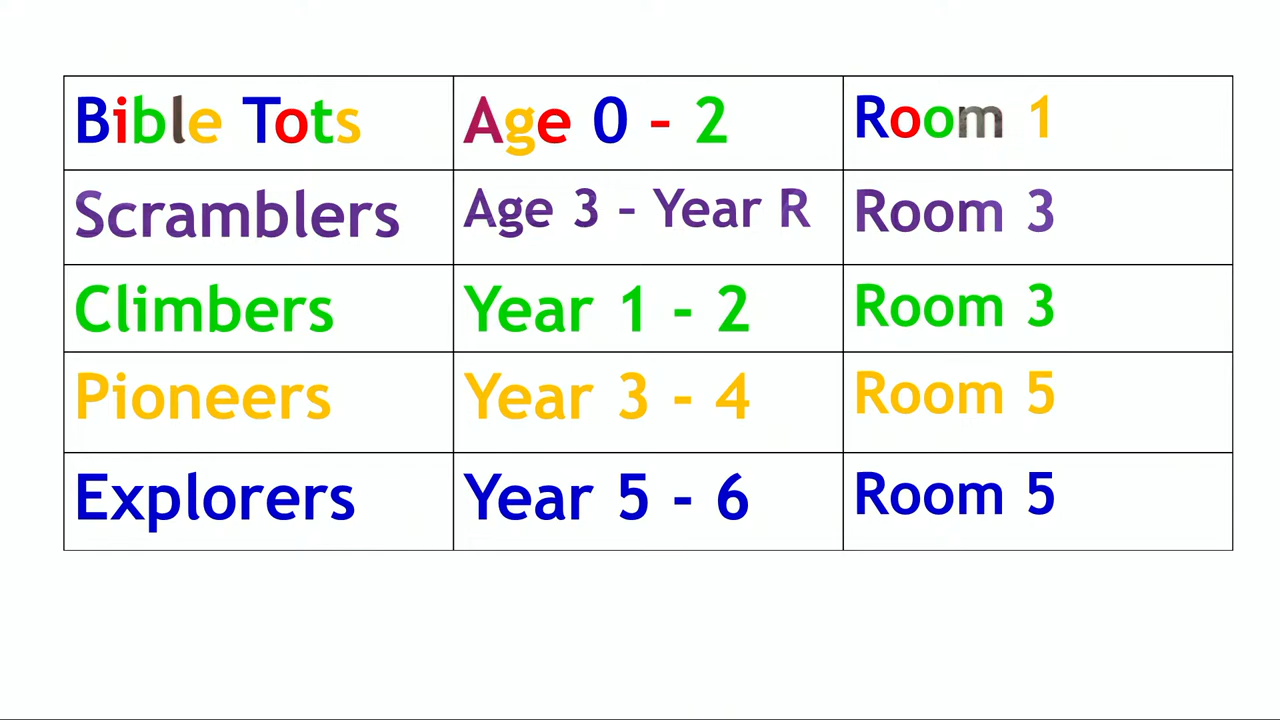 Bible Tots Age 0 – 2 Room 1
Scramblers Age 3 – Year R Room 3
Climbers Year 1 - 2 Room 3
Pioneers Year 3 - 4 Room 5
Explorers Year 5 - 6 Room 5